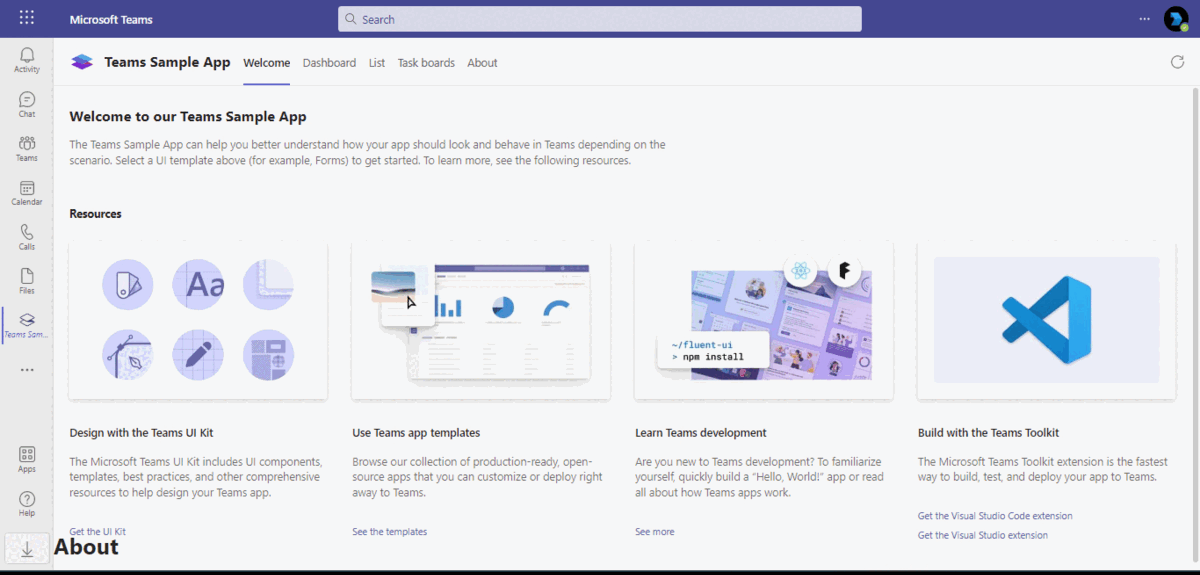 Microsoft Teams
Search
Activity
Chat
Teams
Calendar
Calls
Files
Teams Sam...
Apps
Help
Teams Sample App
Welcome
Dashboard
List
Task boards
About
Welcome to our Teams Sample App
The Teams Sample App can help you better understand how your app should look and behave in Teams depending on the
scenario. Select a UI template above (for example, Forms) to get started. To learn more, see the following resources.
Resources
Aa
~/fluent-ui
> npm install
Design with the Teams UI Kit
The Microsoft Teams UI Kit includes UI components,
templates, best practices, and other comprehensive
resources to help design your Teams app.
Get the UI Kit
Use Teams app templates
Browse our collection of production-ready, open-
source apps that you can customize or deploy right
away to Teams.
See the templates
Learn Teams development
Are you new to Teams development? To familiarize
yourself, quickly build a “Hello, World!” app or read
all about how Teams apps work.
See more
Build with the Teams Toolkit
The Microsoft Teams Toolkit extension is the fastest
way to build, test, and deploy your app to Teams.
Get the Visual Studio Code extension
Get the Visual Studio extension
About